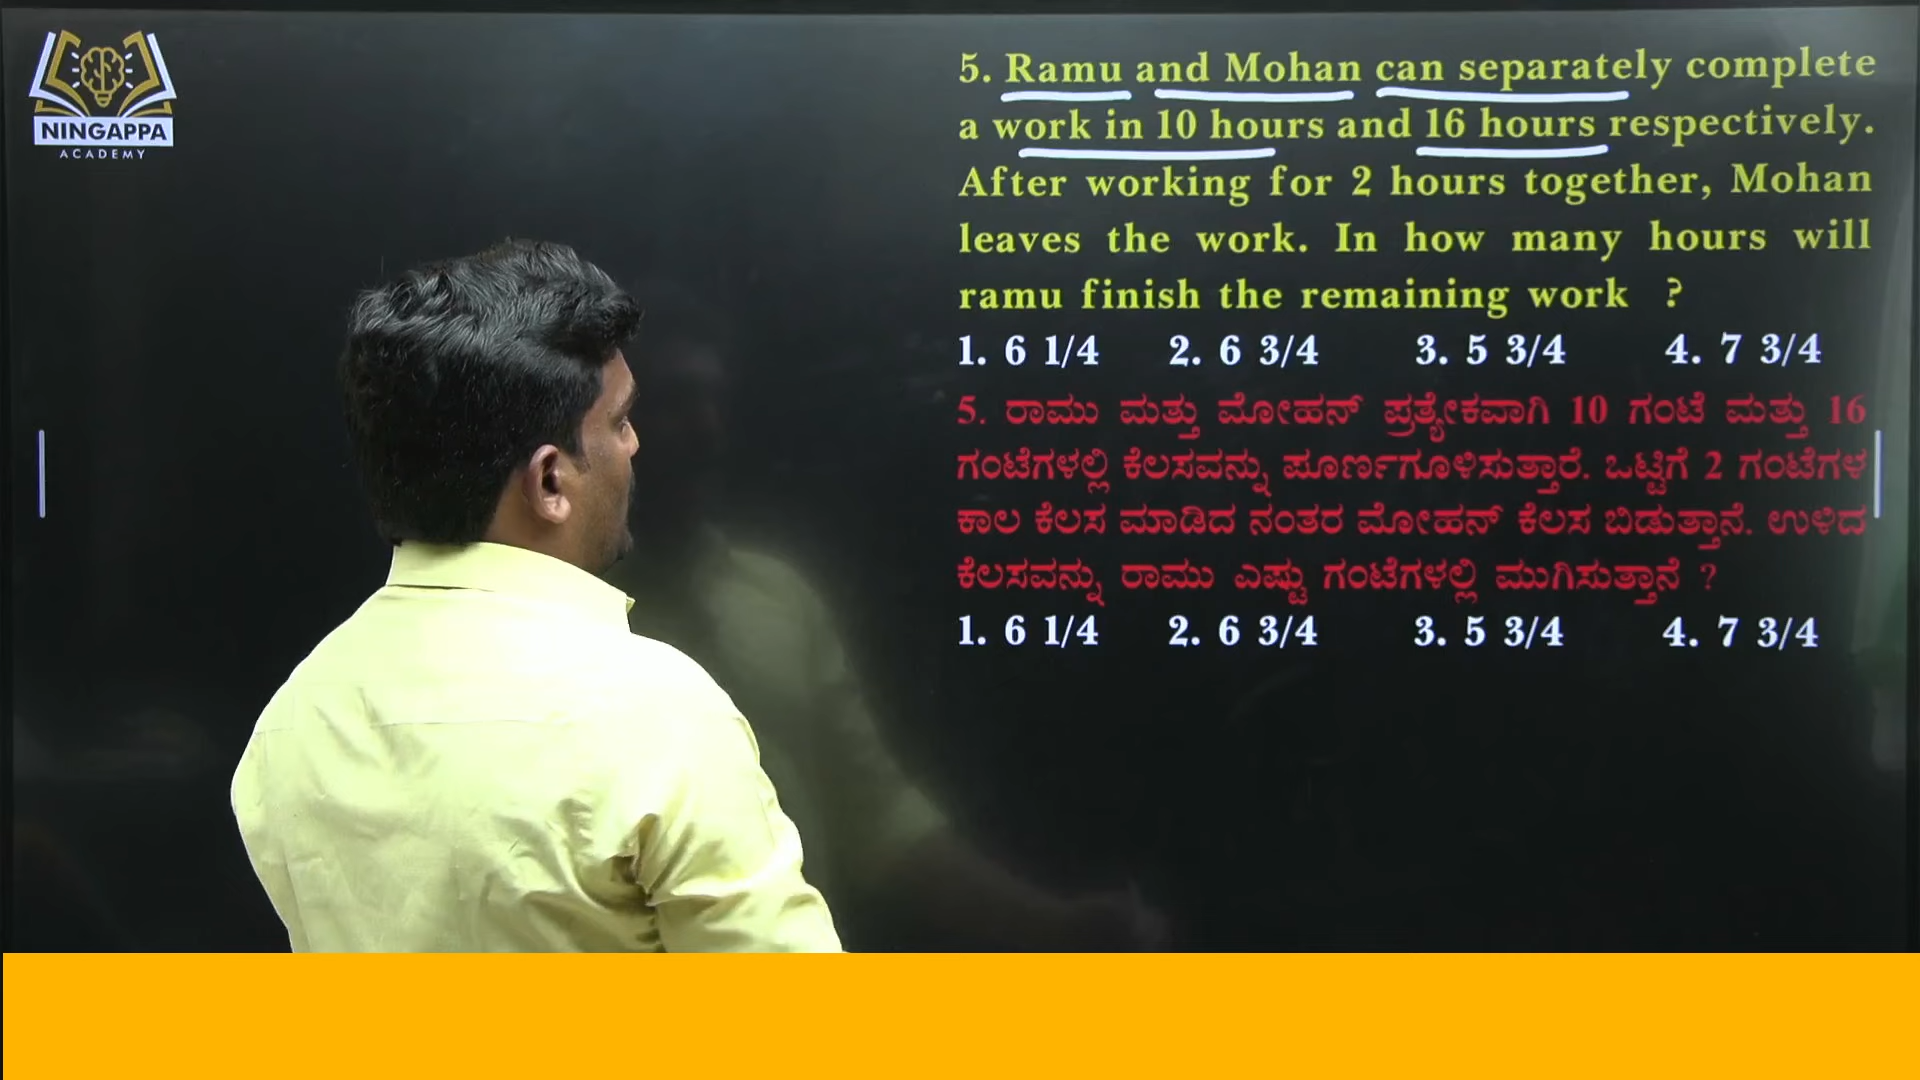 NINGAPPA
ACADEMY
5. Ramu and Mohan can separately complete
a work in 10 hours and 16 hours respectively.
After working for 2 hours together, Mohan
leaves the work. In how many hours will
ramu finish the remaining work ?
1. 6 1/4 2. 6 3/4 3. 5 3/4 4. 7 3/4
5. ರಾಮು ಮತ್ತು ಮೋಹನ್ ಪ್ರತ್ಯೇಕವಾಗಿ 10 ಗಂಟೆ ಮತ್ತು 16
ಗಂಟೆಗಳಲ್ಲಿ ಕೆಲಸವನ್ನು ಪೂರ್ಣಗೂಳಿಸುತ್ತಾರೆ. ಒಟ್ಟಿಗೆ 2 ಗಂಟೆಗಳ
ಕಾಲ ಕೆಲಸ ಮಾಡಿದ ನಂತರ ಮೋಹನ್ ಕೆಲಸ ಬಿಡುತ್ತಾನೆ. ಉಳಿದ
ಕೆಲಸವನ್ನು ರಾಮು ಎಷ್ಟು ಗಂಟೆಗಳಲ್ಲಿ ಮುಗಿಸುತ್ತಾನೆ ?
1. 6 1/4 2. 6 3/4 3. 5 3/4 4. 7 3/4